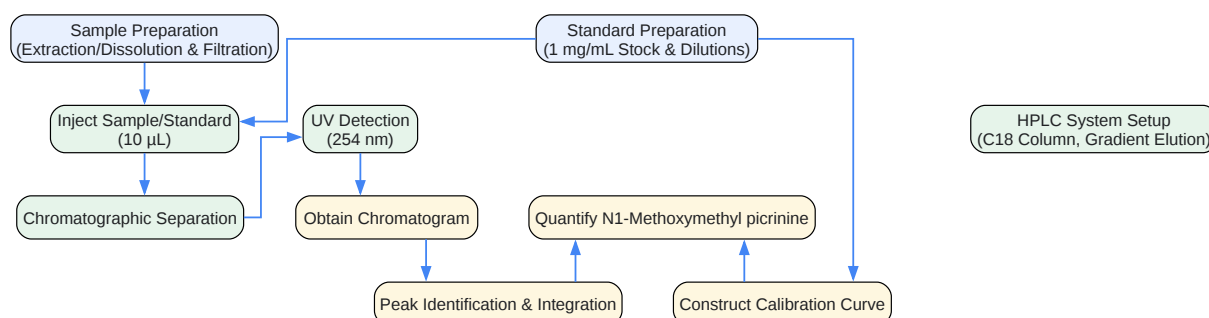 Sample Preparation
(Extraction/Dissolution & Filtration)
Standard Preparation
(1 mg/mL Stock & Dilutions)
Inject Sample/Standard
(10 µL)
UV Detection
(254 nm)
HPLC System Setup
(C18 Column, Gradient Elution)
Chromatographic Separation
Obtain Chromatogram
Quantify N1-Methoxymethyl picrinine
Peak Identification & Integration
Construct Calibration Curve